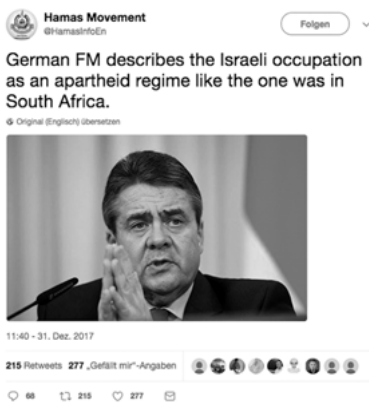 Hamas Movement
@HamasInfoEn
Folgen
German FM describes the Israeli occupation
as an apartheid regime like the one was in
South Africa.
Original (Englisch) übersetzen
11:40 - 31. Dez. 2017
215 Retweets 277 „Gefällt mir“-Angaben
68 215 277